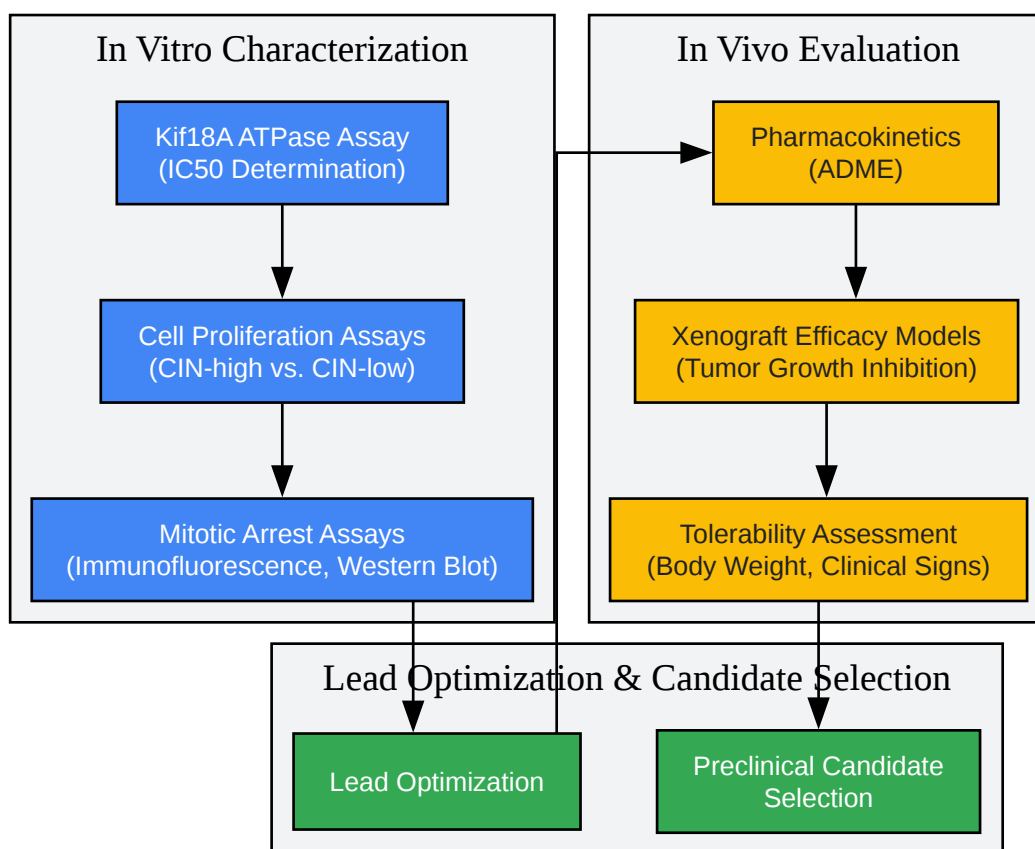 In Vitro Characterization
Kif18A ATPase Assay
(IC50 Determination)
Cell Proliferation Assays
(CIN-high vs. CIN-low)
Mitotic Arrest Assays
(Immunofluorescence, Western Blot)
In Vivo Evaluation
Pharmacokinetics
(ADME)
Xenograft Efficacy Models
(Tumor Growth Inhibition)
Tolerability Assessment
(Body Weight, Clinical Signs)
Lead Optimization & Candidate Selection
Lead Optimization
Preclinical Candidate
Selection